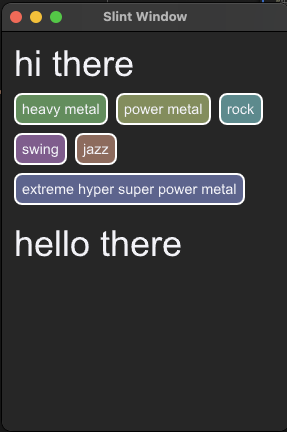 Slint Window
hi there
heavy metal power metal rock
swing jazz
extreme hyper super power metal
hello there